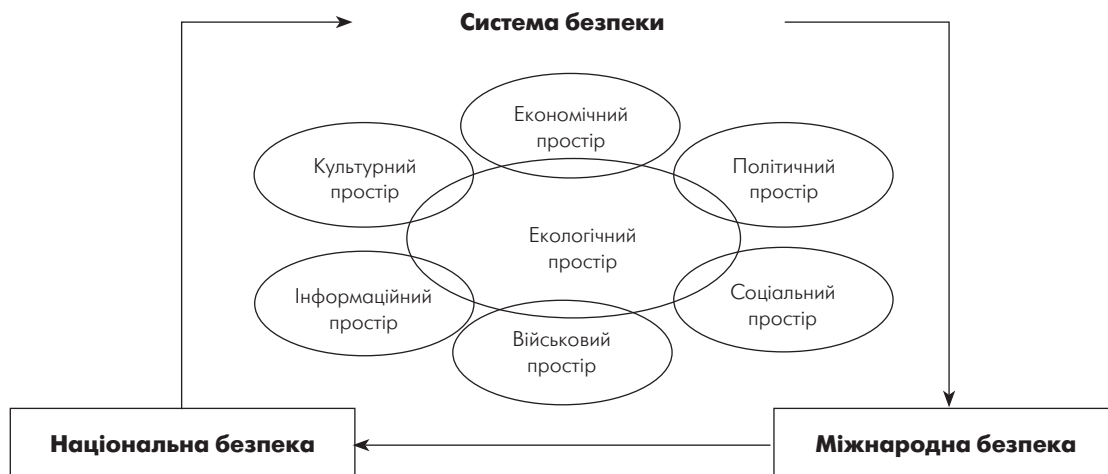 Система безпеки
Економічний
простір
Культурний
простір
Політичний
простір
Екологічний
простір
Інформаційний
простір
Соціальний
простір
Військовий
простір
Національна безпека
Міжнародна безпека